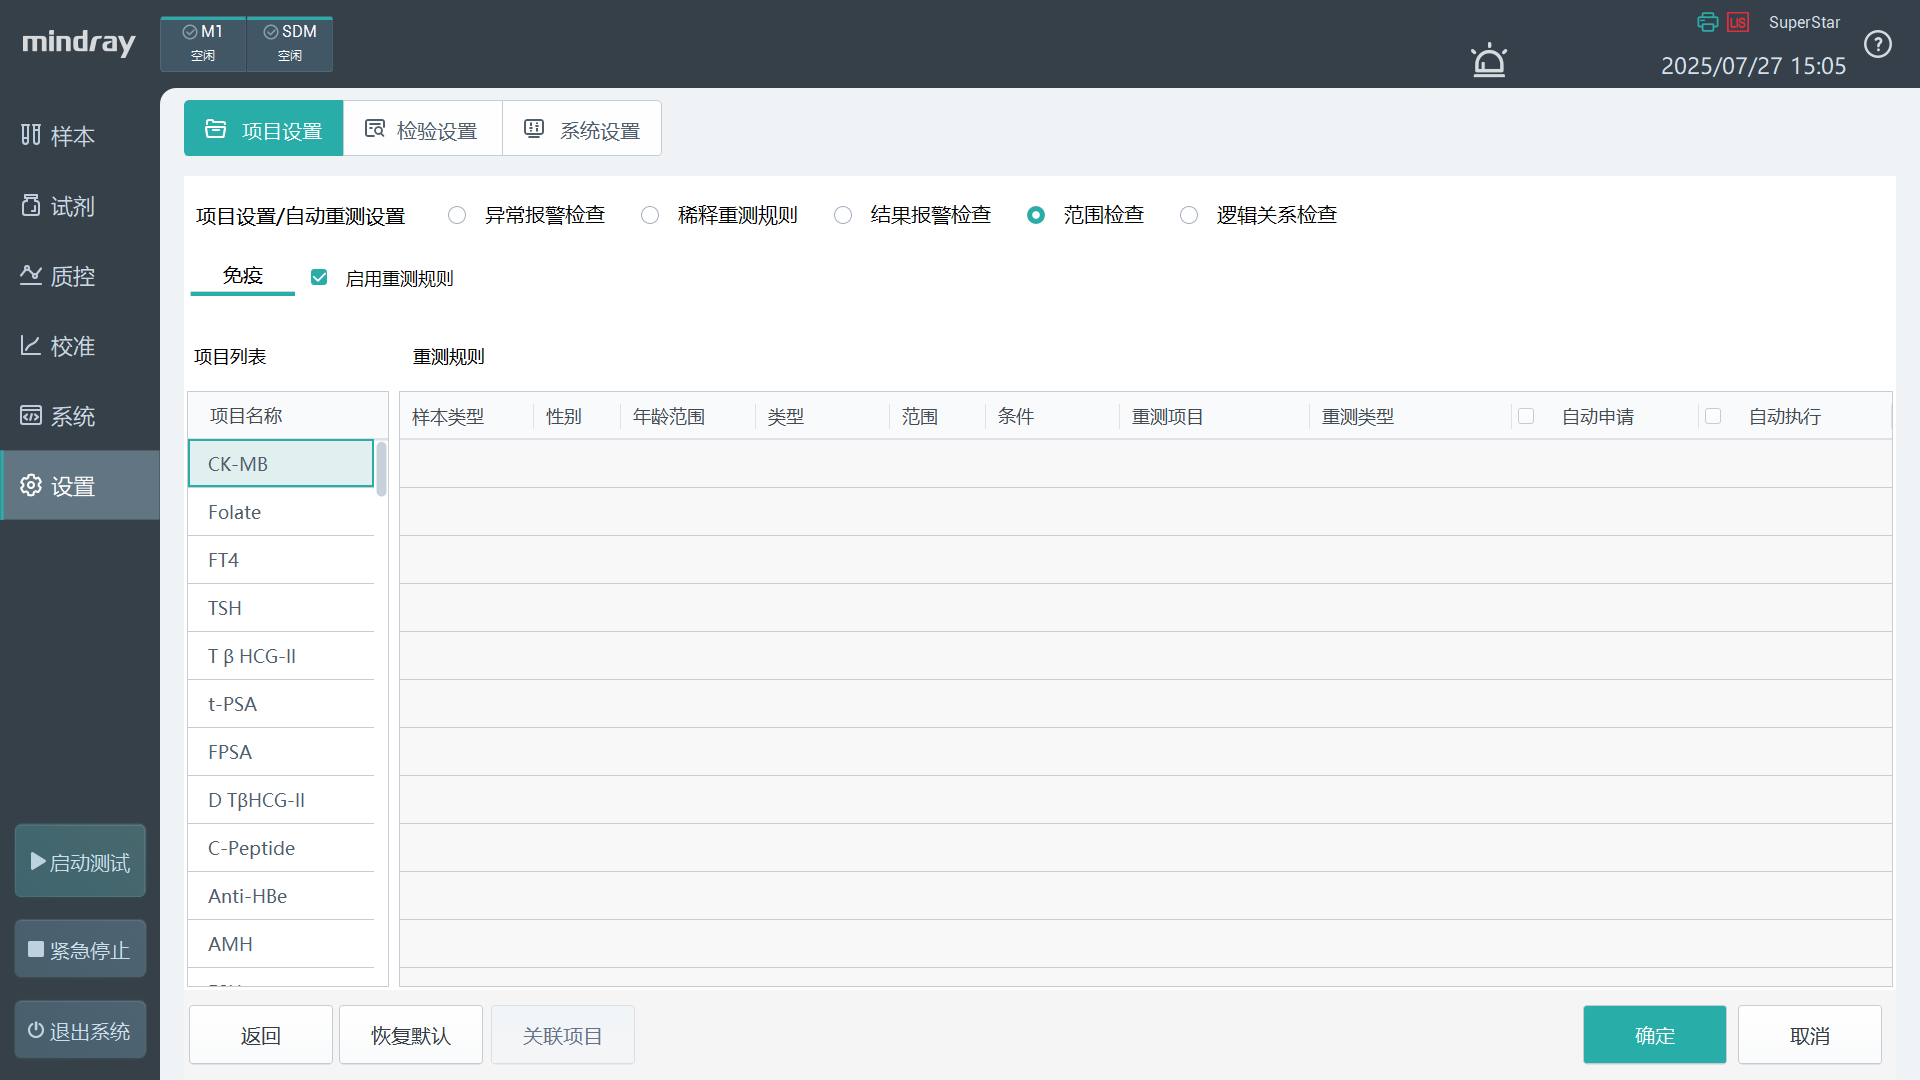 mindray
M1
空闲
SDM
空闲
LIS
SuperStar
2025/07/27 15:05
样本
试剂
质控
校准
系统
设置
启动测试
紧急停止
退出系统
项目设置
检验设置
系统设置
项目设置/自动重测设置
异常报警检查
稀释重测规则
结果报警检查
范围检查
逻辑关系检查
免疫
启用重测规则
项目列表
重测规则
项目名称
样本类型
性别
年龄范围
类型
范围
条件
重测项目
重测类型
自动申请
自动执行
CK-MB
Folate
FT4
TSH
T β HCG-II
t-PSA
FPSA
D TβHCG-II
C-Peptide
Anti-HBe
AMH
返回
恢复默认
关联项目
确定
取消